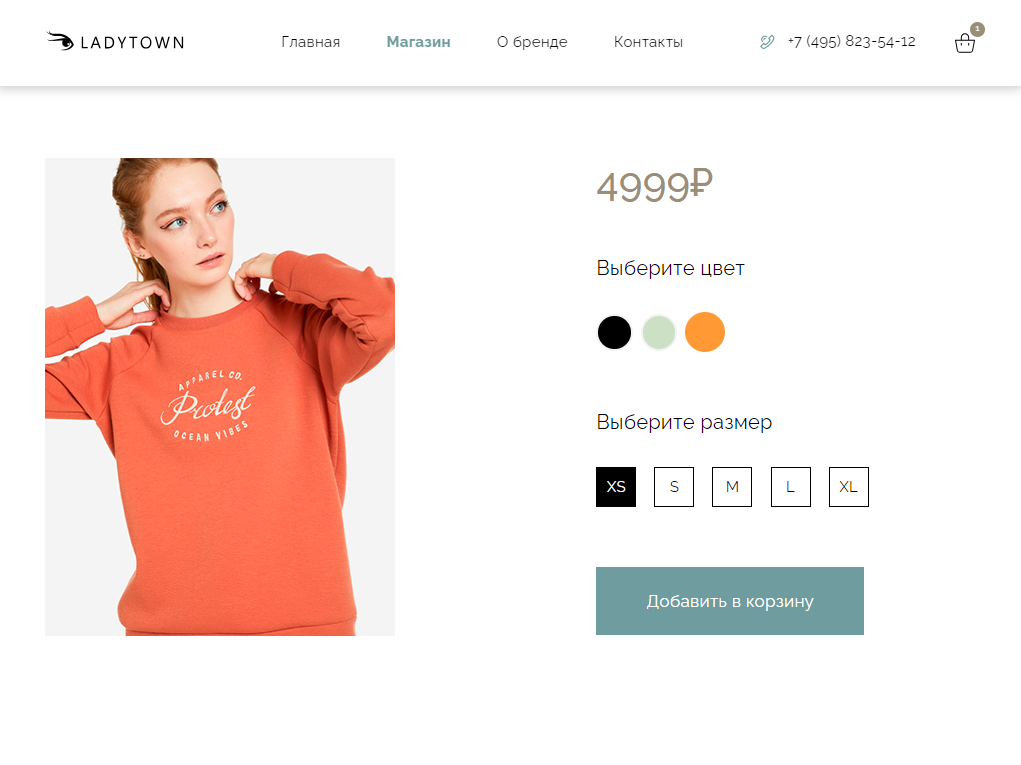 LADYTOWN
Главная
Магазин
О бренде
Контакты
+7 (495) 823-54-12
1
4999₽
Выберите цвет
APPAREL CO.
Protest
OCEAN VIBES
Выберите размер
XS
S
M
L
XL
Добавить в корзину